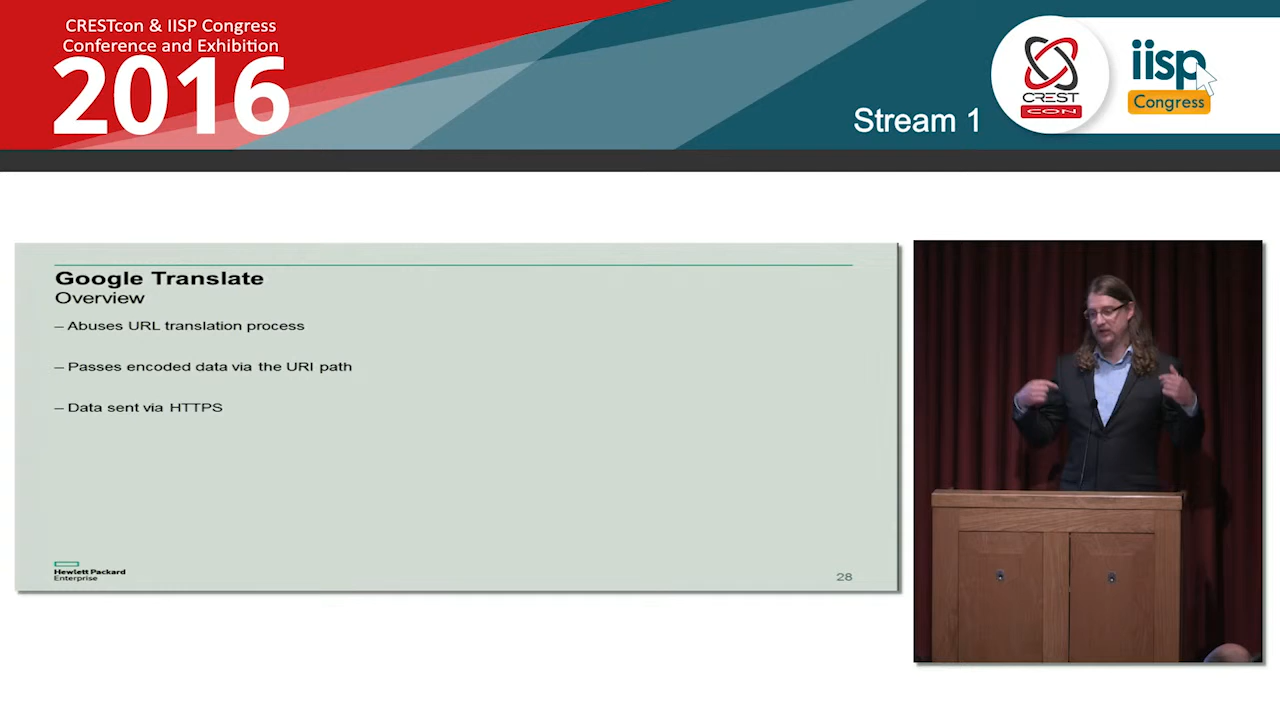 CRESTcon & IISP Congress
Conference and Exhibition
2016
Stream 1
CREST
CON
iisp
Congress
Google Translate
Overview
– Abuses URL translation process
– Passes encoded data via the URI path
– Data sent via HTTPS
Hewlett Packard
Enterprise
28